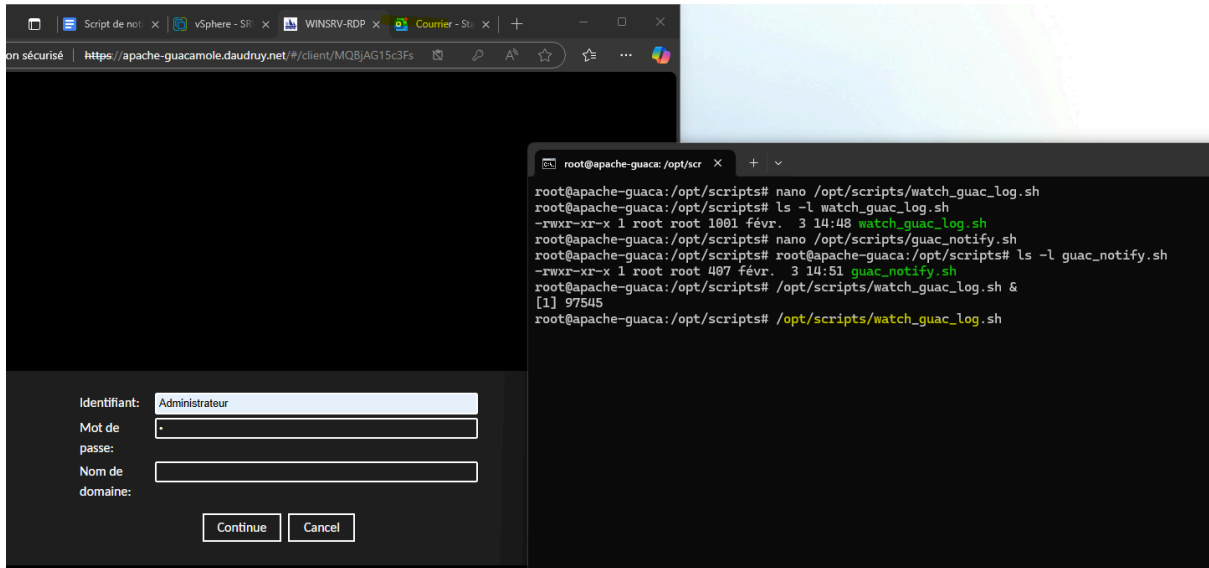 Script de not
vSphere - SR
WINSRV-RDP
Courrier - Sta
on sécurisé
https://apache-guacamole.daudruy.net/#/client/MQBjAG15c3Fs
root@apache-guaca: /opt/scr
root@apache-guaca:/opt/scripts# nano /opt/scripts/watch_guac_log.sh
root@apache-guaca:/opt/scripts# ls -l watch_guac_log.sh
-rwxr-xr-x 1 root root 1001 févr.  3 14:48 watch_guac_log.sh
root@apache-guaca:/opt/scripts# nano /opt/scripts/guac_notify.sh
root@apache-guaca:/opt/scripts# root@apache-guaca:/opt/scripts# ls -l guac_notify.sh
-rwxr-xr-x 1 root root 407 févr.  3 14:51 guac_notify.sh
root@apache-guaca:/opt/scripts# /opt/scripts/watch_guac_log.sh &
[1] 97545
root@apache-guaca:/opt/scripts# /opt/scripts/watch_guac_log.sh
Identifiant: Administrateur
Mot de
passe:
Nom de
domaine:
Continue Cancel